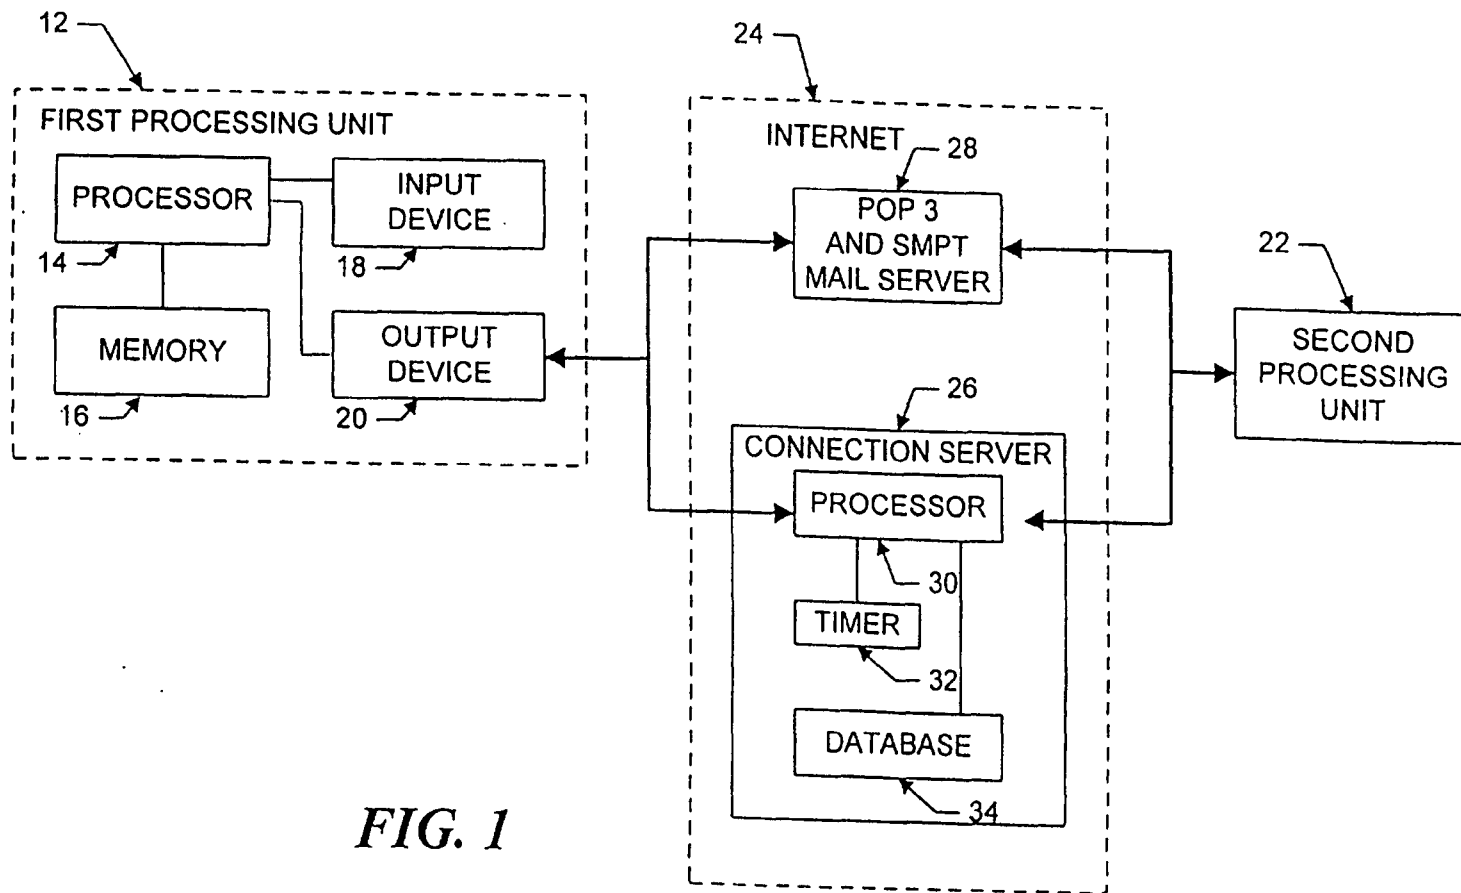 12
24
FIRST PROCESSING UNIT
INTERNET
28
PROCESSOR
INPUT
DEVICE
POP 3
AND SMPT
MAIL SERVER
22
14
18
MEMORY
OUTPUT
DEVICE
SECOND
PROCESSING
UNIT
16
20
26
CONNECTION SERVER
PROCESSOR
30
TIMER
32
DATABASE
34
FIG. 1